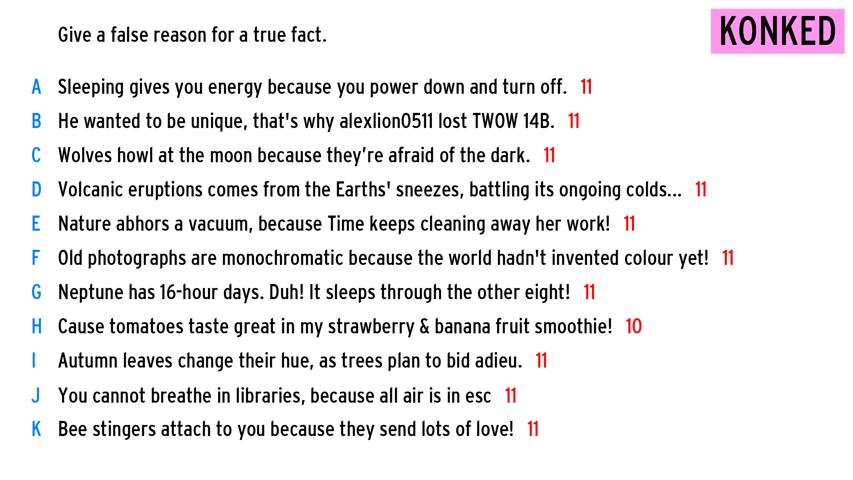 Give a false reason for a true fact.
KONKED
A Sleeping gives you energy because you power down and turn off. 11
B He wanted to be unique, that's why alexlion0511 lost TWOW 14B. 11
C Wolves howl at the moon because they're afraid of the dark. 11
D Volcanic eruptions comes from the Earths' sneezes, battling its ongoing colds... 11
E Nature abhors a vacuum, because Time keeps cleaning away her work! 11
F Old photographs are monochromatic because the world hadn't invented colour yet! 11
G Neptune has 16-hour days. Duh! It sleeps through the other eight! 11
H Cause tomatoes taste great in my strawberry & banana fruit smoothie! 10
I Autumn leaves change their hue, as trees plan to bid adieu. 11
J You cannot breathe in libraries, because all air is in esc 11
K Bee stingers attach to you because they send lots of love! 11